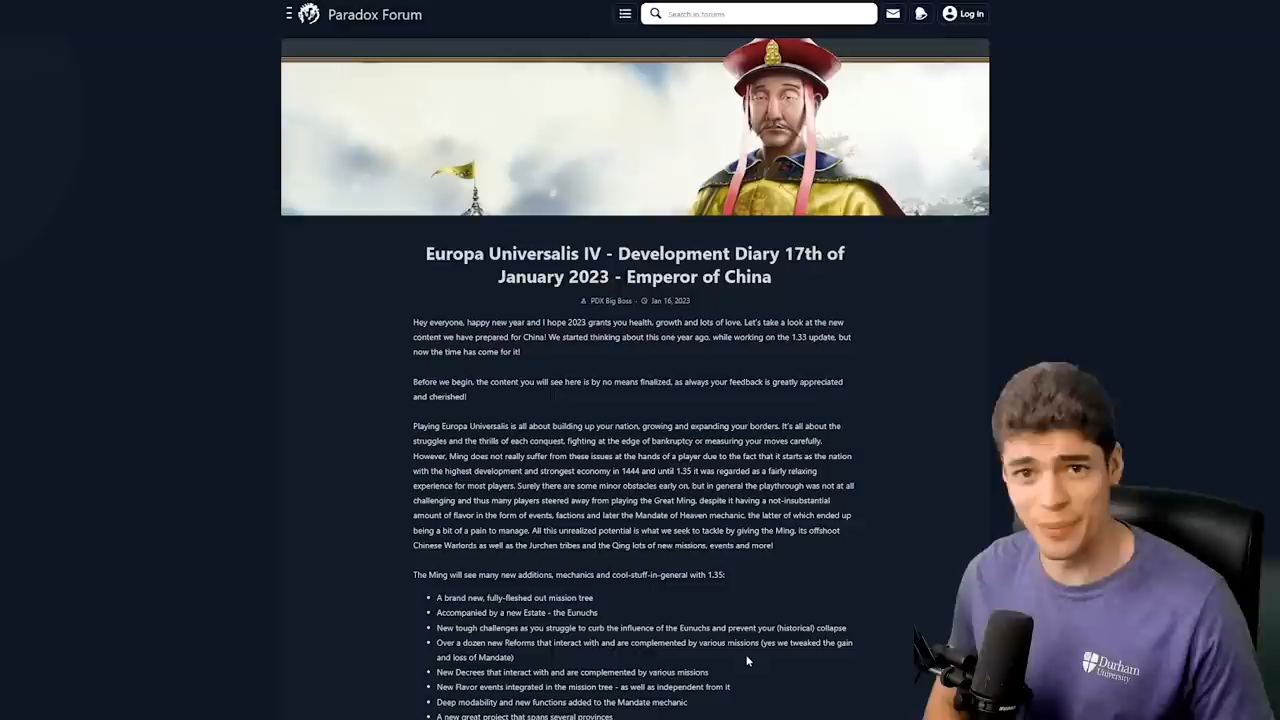 Paradox Forum
Search in forums
Log in
Europa Universalis IV - Development Diary 17th of
January 2023 - Emperor of China
PDX Big Boss - Jan 16, 2023
Hey everyone, happy new year and I hope 2023 grants you health, growth and lots of love. Let's take a look at the new
content we have prepared for China! We started thinking about this one year ago, while working on the 1.33 update, but
now the time has come for it!
Before we begin, the content you will see here is by no means finalized, as always your feedback is greatly appreciated
and cherished!
Playing Europa Universalis is all about building up your nation, growing and expanding your borders. It's all about the
struggles and the thrills of each conquest, fighting at the edge of bankruptcy or measuring your moves carefully.
However, Ming does not really suffer from these issues at the hands of a player due to the fact that it starts as the nation
with the highest development and strongest economy in 1444 and until 1.35 it was regarded as a fairly relaxing
experience for most players. Surely there are some minor obstacles early on, but in general the playthrough was not at all
challenging and thus many players steered away from playing the Great Ming, despite it having a not-insubstantial
amount of flavor in the form of events, factions and later the Mandate of Heaven mechanic, the latter of which ended up
being a bit of a pain to manage. All this unrealized potential is what we seek to tackle by giving the Ming, its offshoot
Chinese Warlords as well as the Jurchen tribes and the Qing lots of new missions, events and more!
The Ming will see many new additions, mechanics and cool-stuff-in-general with 1.35:
• A brand new, fully-fleshed out mission tree
• Accompanied by a new Estate - the Eunuchs
• New tough challenges as you struggle to curb the influence of the Eunuchs and prevent your (historical) collapse
• Over a dozen new Reforms that interact with and are complemented by various missions (yes we tweaked the gain
and loss of Mandate)
• New Decrees that interact with and are complemented by various missions
• New Flavor events integrated in the mission tree - as well as independent from it
• Deep modability and new functions added to the Mandate mechanic
• A new great project that spans several provinces
Durham
University